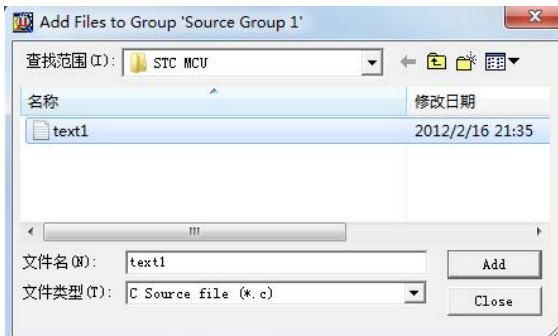 Add Files to Group 'Source Group 1'
查找范围(I): STC MCU
名称 修改日期
text1 2012/2/16 21:35
文件名(N): text1 Add
文件类型(T): C Source file (*.c) Close